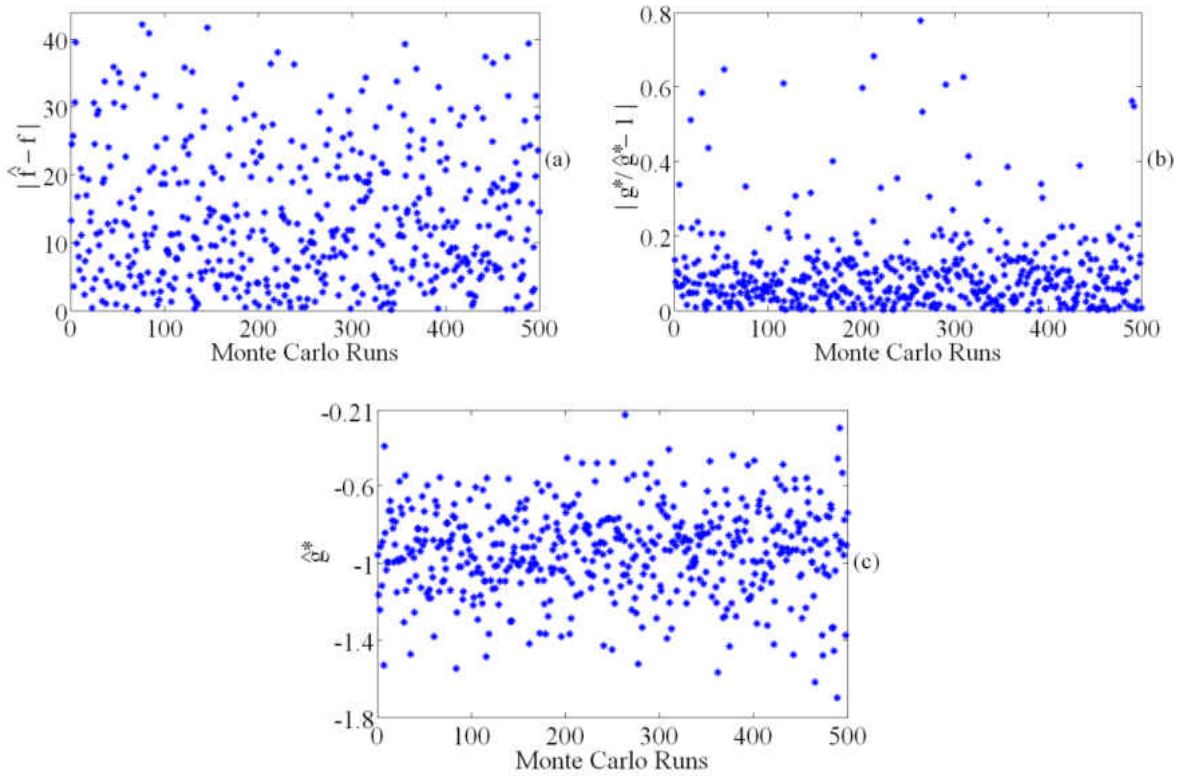 40
30
20
10
0
0 100 200 300 400 500
| f̂ – f |
Monte Carlo Runs
(a)
0.8
0.6
0.4
0.2
0
0 100 200 300 400 500
| g*/ ĝ*– 1 |
Monte Carlo Runs
(b)
-0.21
-0.6
-1
-1.4
-1.8
0 100 200 300 400 500
ĝ*
Monte Carlo Runs
(c)